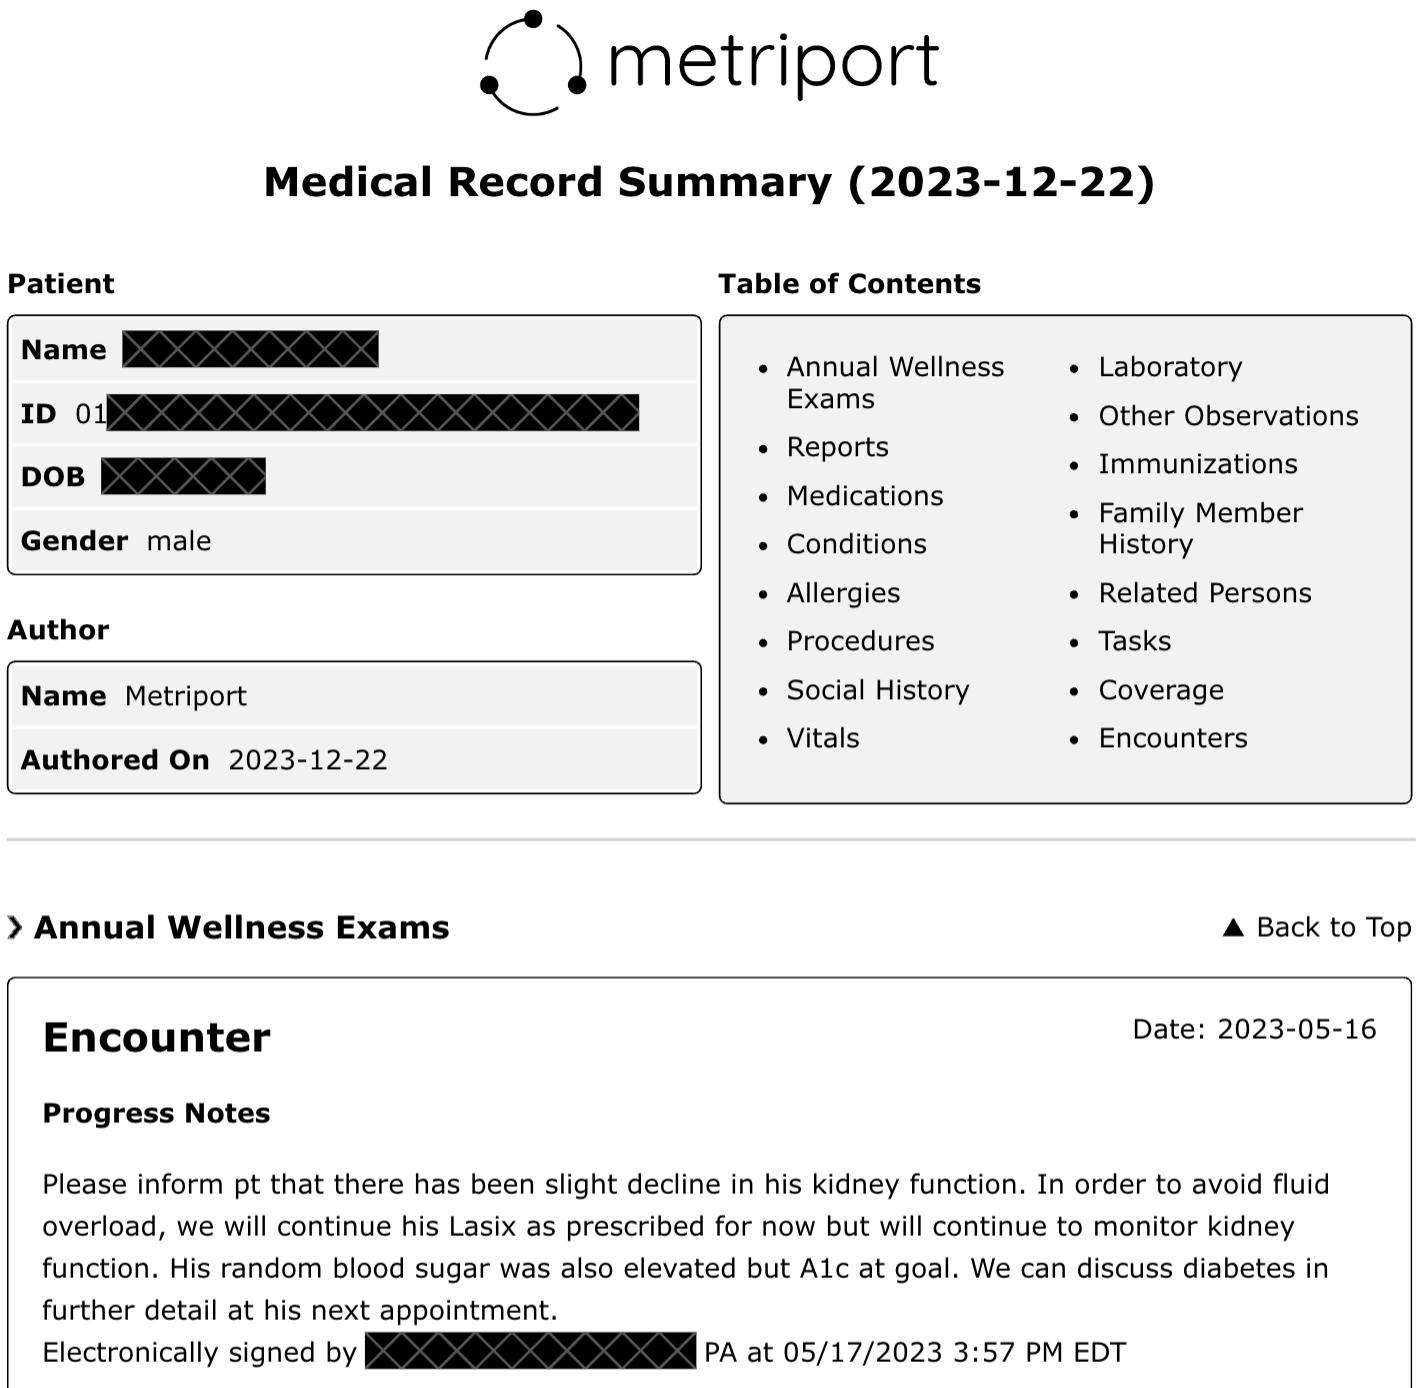 metriport
Medical Record Summary (2023-12-22)
Patient
Name
ID 01
DOB
Gender male
Author
Name Metriport
Authored On 2023-12-22
Table of Contents
• Annual Wellness
Exams
• Reports
• Medications
• Conditions
• Allergies
• Procedures
• Social History
• Vitals
• Laboratory
• Other Observations
• Immunizations
• Family Member
History
• Related Persons
• Tasks
• Coverage
• Encounters
❯ Annual Wellness Exams
▲ Back to Top
Encounter
Date: 2023-05-16
Progress Notes
Please inform pt that there has been slight decline in his kidney function. In order to avoid fluid
overload, we will continue his Lasix as prescribed for now but will continue to monitor kidney
function. His random blood sugar was also elevated but A1c at goal. We can discuss diabetes in
further detail at his next appointment.
Electronically signed by PA at 05/17/2023 3:57 PM EDT